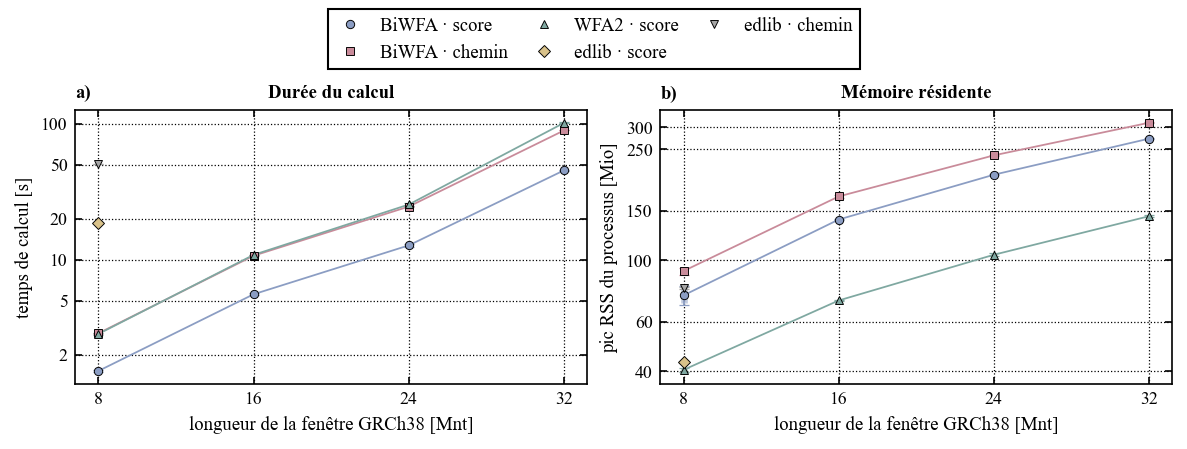 BiWFA · score
WFA2 · score
edlib · chemin
BiWFA · chemin
edlib · score
a)
Durée du calcul
100
50
20
10
5
2
temps de calcul [s]
8
16
24
32
longueur de la fenêtre GRCh38 [Mnt]
b)
Mémoire résidente
300
250
150
100
60
40
pic RSS du processus [Mio]
8
16
24
32
longueur de la fenêtre GRCh38 [Mnt]